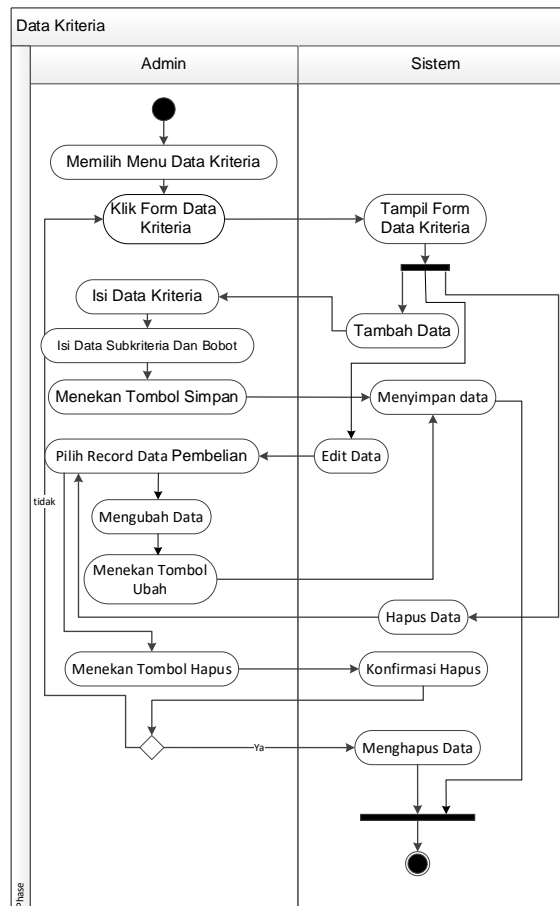 Data Kriteria
Admin
Sistem
Memilih Menu Data Kriteria
Klik Form Data
Kriteria
Tampil Form
Data Kriteria
Isi Data Kriteria
Tambah Data
Isi Data Subkriteria Dan Bobot
Menekan Tombol Simpan
Menyimpan data
Pilih Record Data Pembelian
Edit Data
tidak
Mengubah Data
Menekan Tombol
Ubah
Hapus Data
Menekan Tombol Hapus
Konfirmasi Hapus
Ya
Menghapus Data
Phase